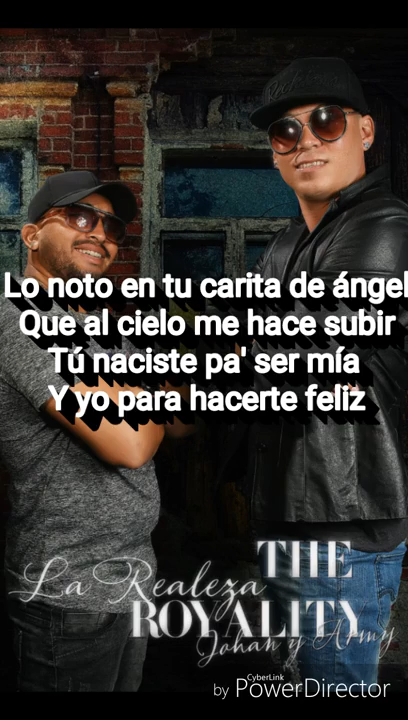 Lo noto en tu carita de ángel
Que al cielo me hace subir
Tú naciste pa' ser mía
Y yo para hacerte feliz
THE
La Realeza
ROYALITY
Johan y Army
CyberLink
by PowerDirector